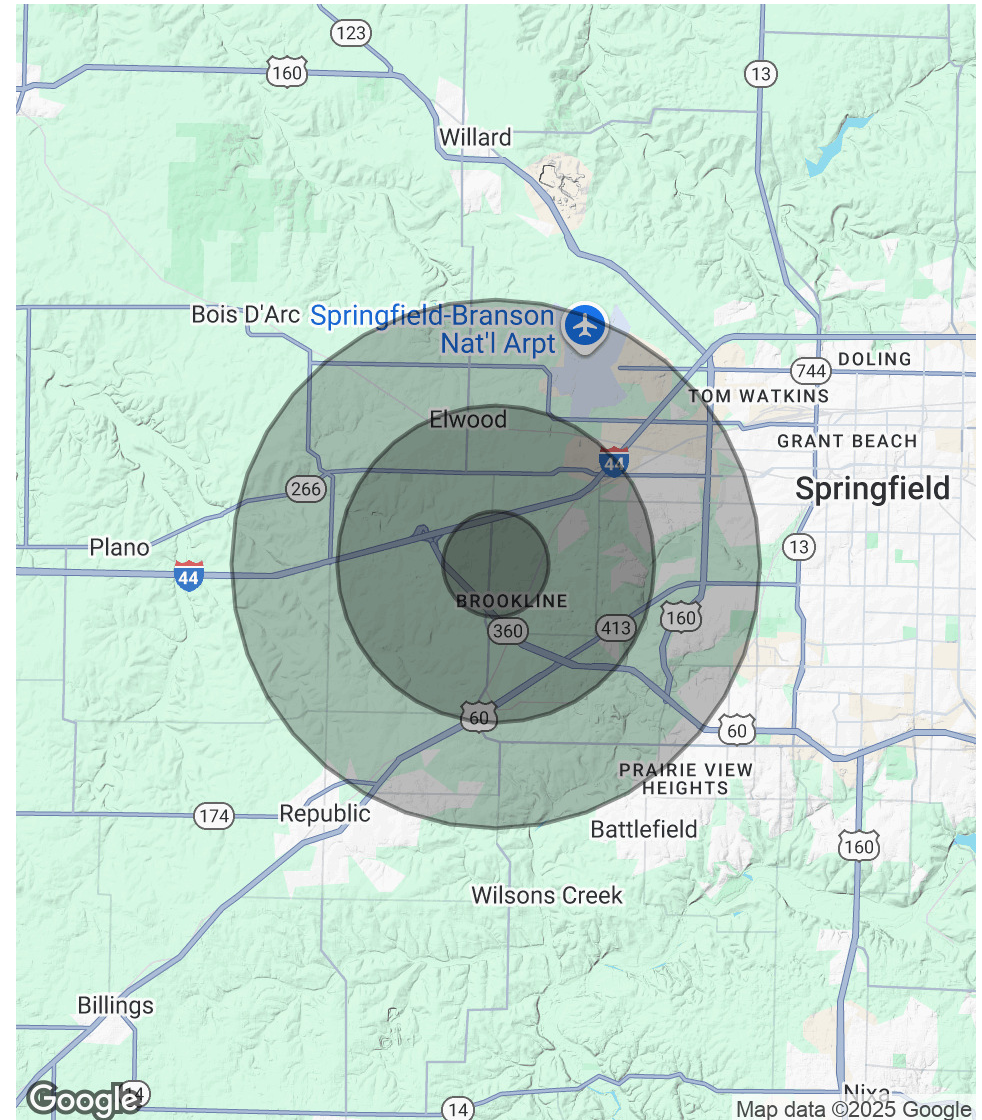 123
160
13
Willard
Bois D'Arc
Springfield-Branson
Nat'l Arpt
DOLING
744
TOM WATKINS
Elwood
GRANT BEACH
44
266
Springfield
Plano
13
44
BROOKLINE
360
413
160
60
60
PRAIRIE VIEW
HEIGHTS
174
Republic
Battlefield
160
Wilsons Creek
Billings
Google
14
14
Nixa
Map data ©2025 Google